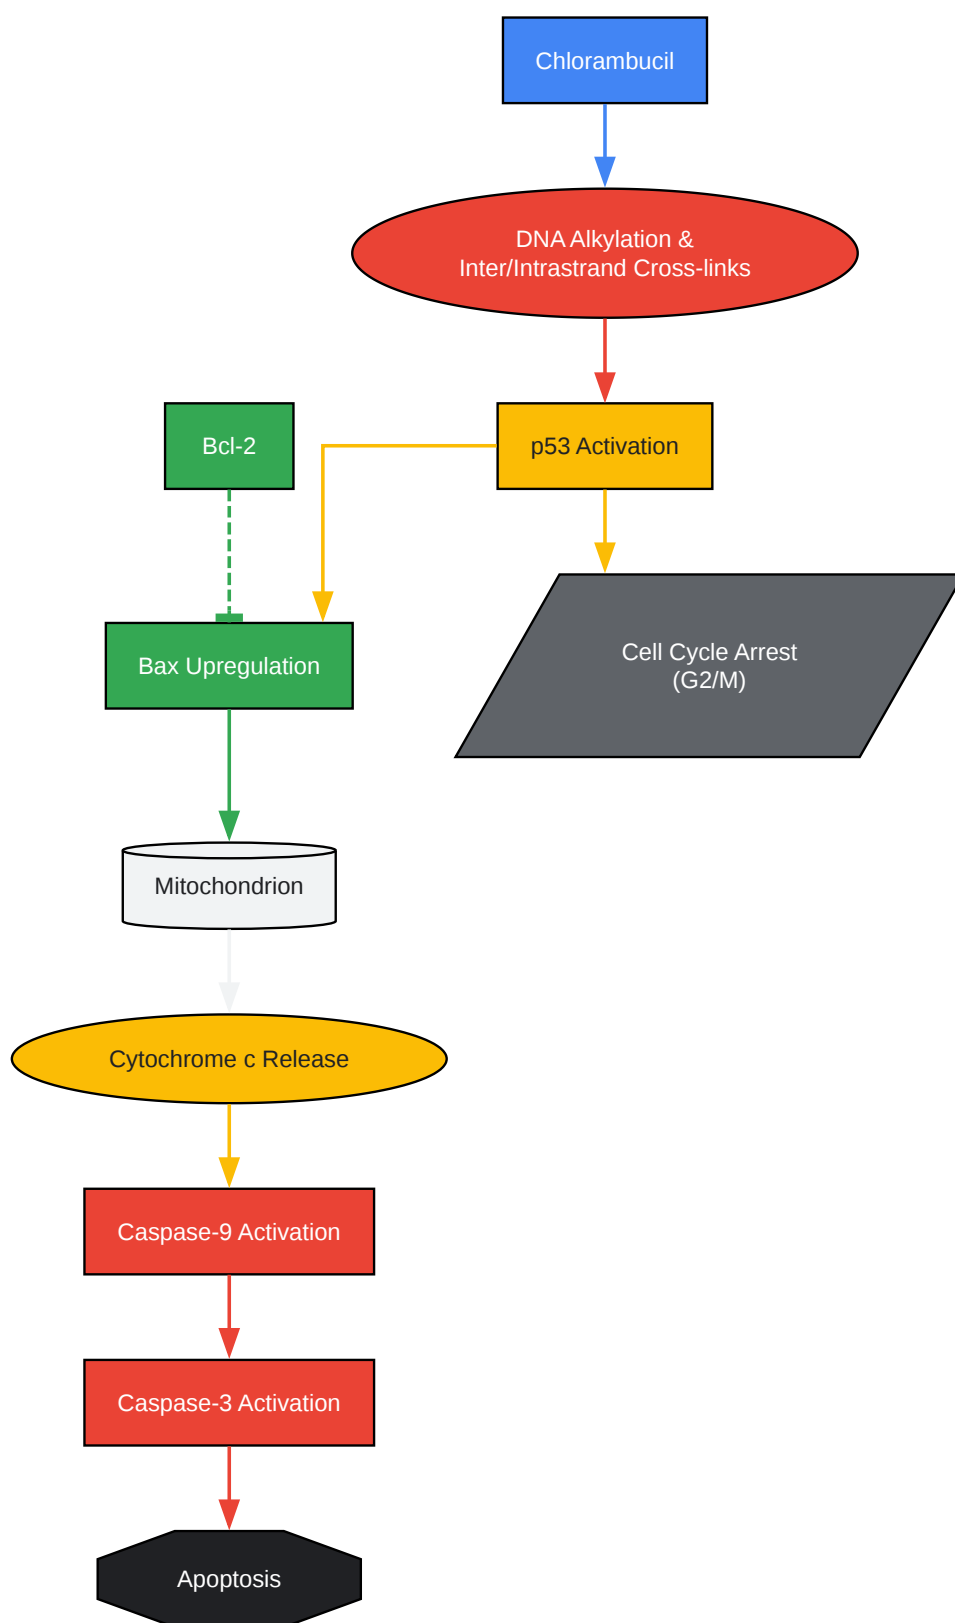 Chlorambucil
DNA Alkylation &
Inter/Intrastrand Cross-links
Bcl-2
p53 Activation
Bax Upregulation
Cell Cycle Arrest
(G2/M)
Mitochondrion
Cytochrome c Release
Caspase-9 Activation
Caspase-3 Activation
Apoptosis